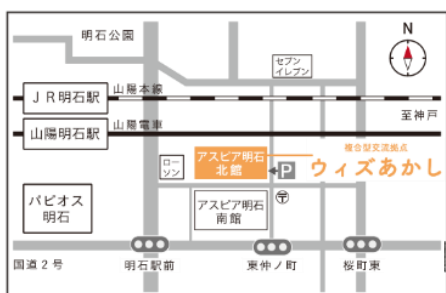 明石公園
N
セブン
イレブン
JR明石駅
山陽本線
至神戸
山陽明石駅
山陽電車
複合型交流拠点
ウィズあかし
ローソン
アスピア明石
北館
P
〒
パピオス
明石
アスピア明石
南館
国道2号
明石駅前
東仲ノ町
桜町東